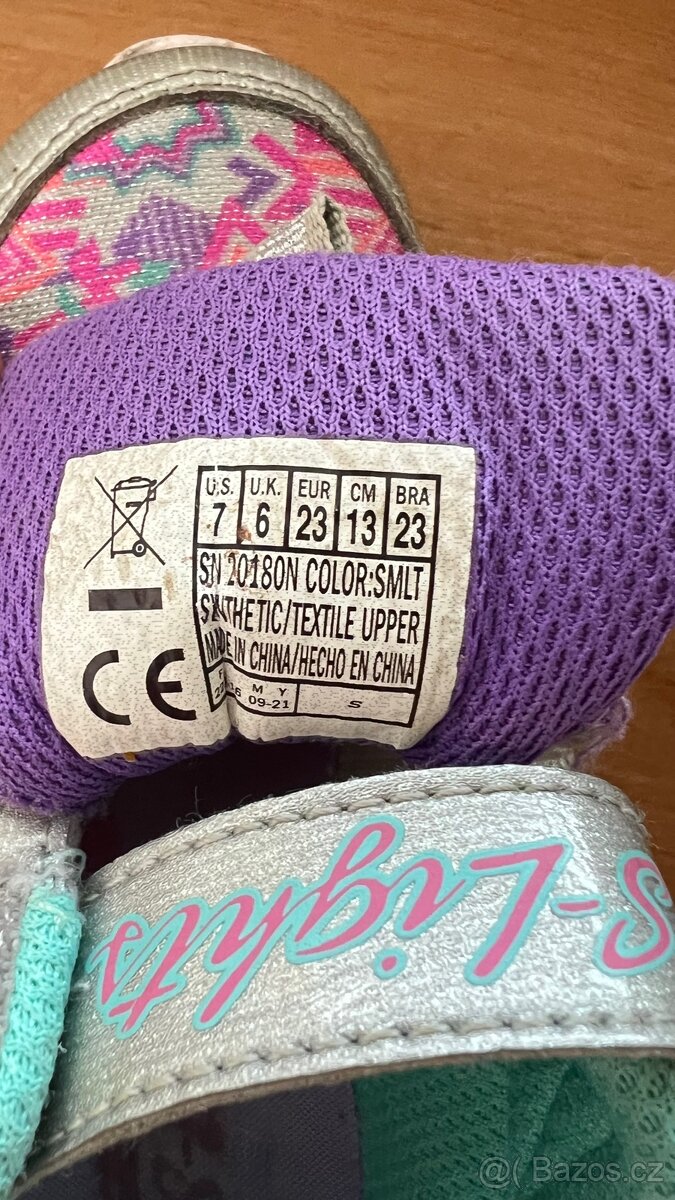 U.S. U.K. EUR CM BRA
7 6 23 13 23
SN 20180N COLOR:SMLT
SYNTHETIC/TEXTILE UPPER
MADE IN CHINA/HECHO EN CHINA
M Y
09-21 S
CE
S-Lights
@( Bazos.cz